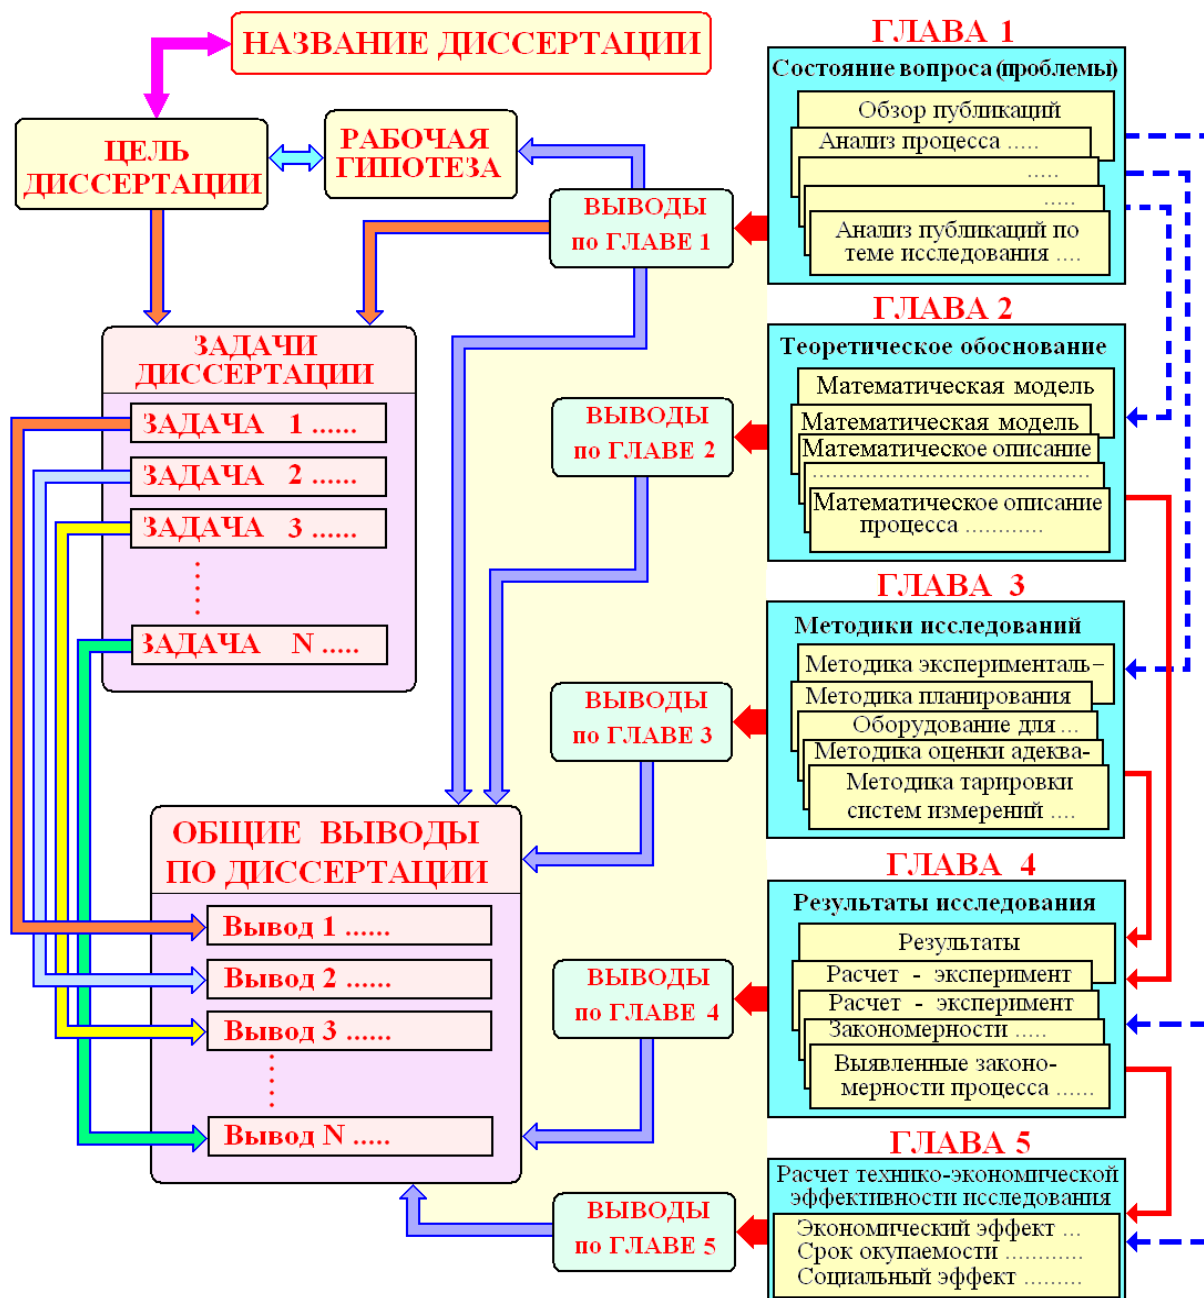 НАЗВАНИЕ ДИССЕРТАЦИИ
ЦЕЛЬ
ДИССЕРТАЦИИ
РАБОЧАЯ
ГИПОТЕЗА
ЗАДАЧИ
ДИССЕРТАЦИИ
ЗАДАЧА 1 ......
ЗАДАЧА 2 ......
ЗАДАЧА 3 ......
......
ЗАДАЧА N .....
ОБЩИЕ ВЫВОДЫ
ПО ДИССЕРТАЦИИ
Вывод 1 ......
Вывод 2 ......
Вывод 3 ......
......
Вывод N .....
ВЫВОДЫ
по ГЛАВЕ 1
ВЫВОДЫ
по ГЛАВЕ 2
ВЫВОДЫ
по ГЛАВЕ 3
ВЫВОДЫ
по ГЛАВЕ 4
ВЫВОДЫ
по ГЛАВЕ 5
ГЛАВА 1
Состояние вопроса (проблемы)
Обзор публикаций
Анализ процесса .....
.....
.....
Анализ публикаций по
теме исследования ....
ГЛАВА 2
Теоретическое обоснование
Математическая модель
Математическая модель
Математическое описание
..........................................
Математическое описание
процесса ............
ГЛАВА 3
Методики исследований
Методика эксперименталь–
Методика планирования
Оборудование для ...
Методика оценки адеква-
Методика тарировки
систем измерений ....
ГЛАВА 4
Результаты исследования
Результаты
Расчет - эксперимент
Расчет - эксперимент
Закономерности .....
Выявленные законо-
мерности процесса ......
ГЛАВА 5
Расчет технико-экономической
эффективности исследования
Экономический эффект ...
Срок окупаемости ............
Социальный эффект .........